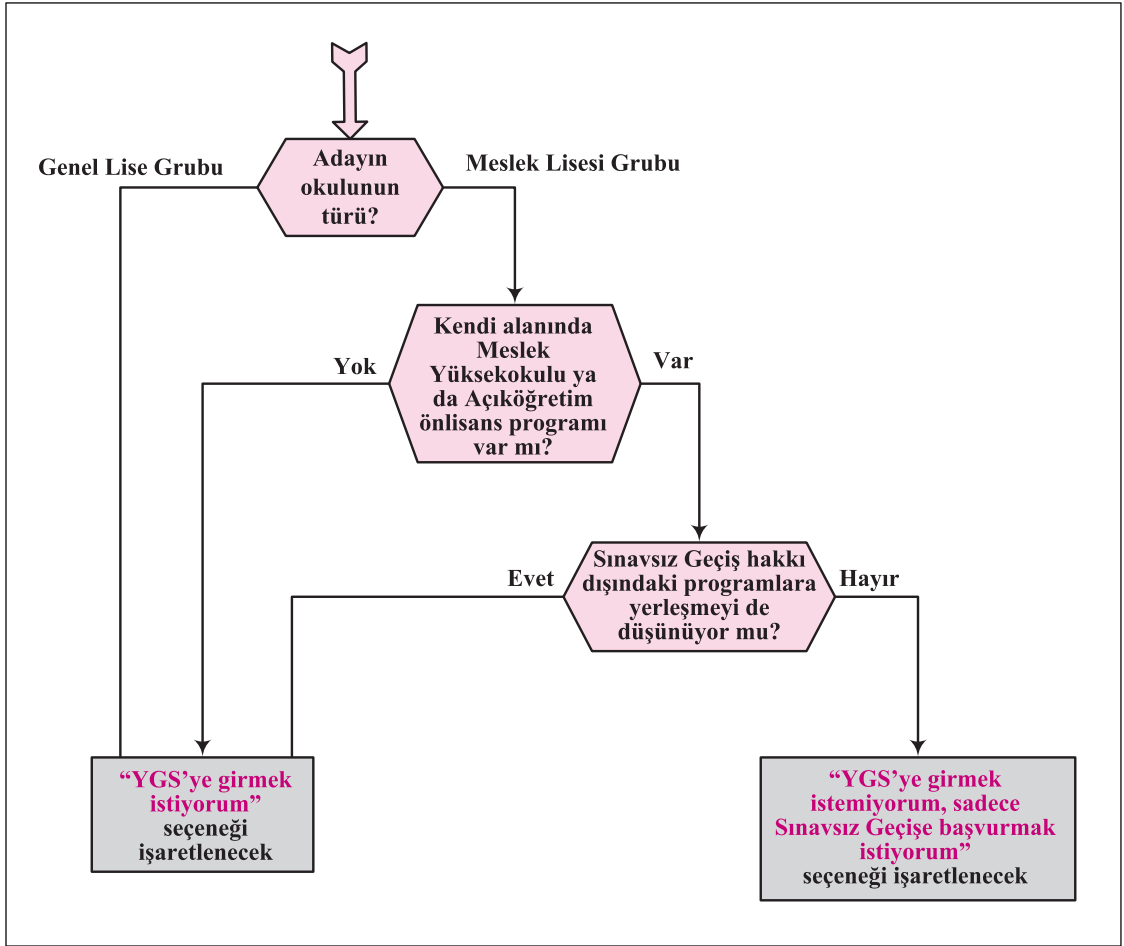 Genel Lise Grubu
Adayın
okulunun
türü?
Meslek Lisesi Grubu
Yok
Kendi alanında
Meslek
Yüksekokulu ya
da Açıköğretim
önlisans programı
var mı?
Var
Evet
Sınavsız Geçiş hakkı
dışındaki programlara
yerleşmeyi de
düşünüyor mu?
Hayır
“YGS’ye girmek
istiyorum”
seçeneği
işaretlenecek
“YGS’ye girmek
istemiyorum, sadece
Sınavsız Geçişe başvurmak
istiyorum”
seçeneği işaretlenecek